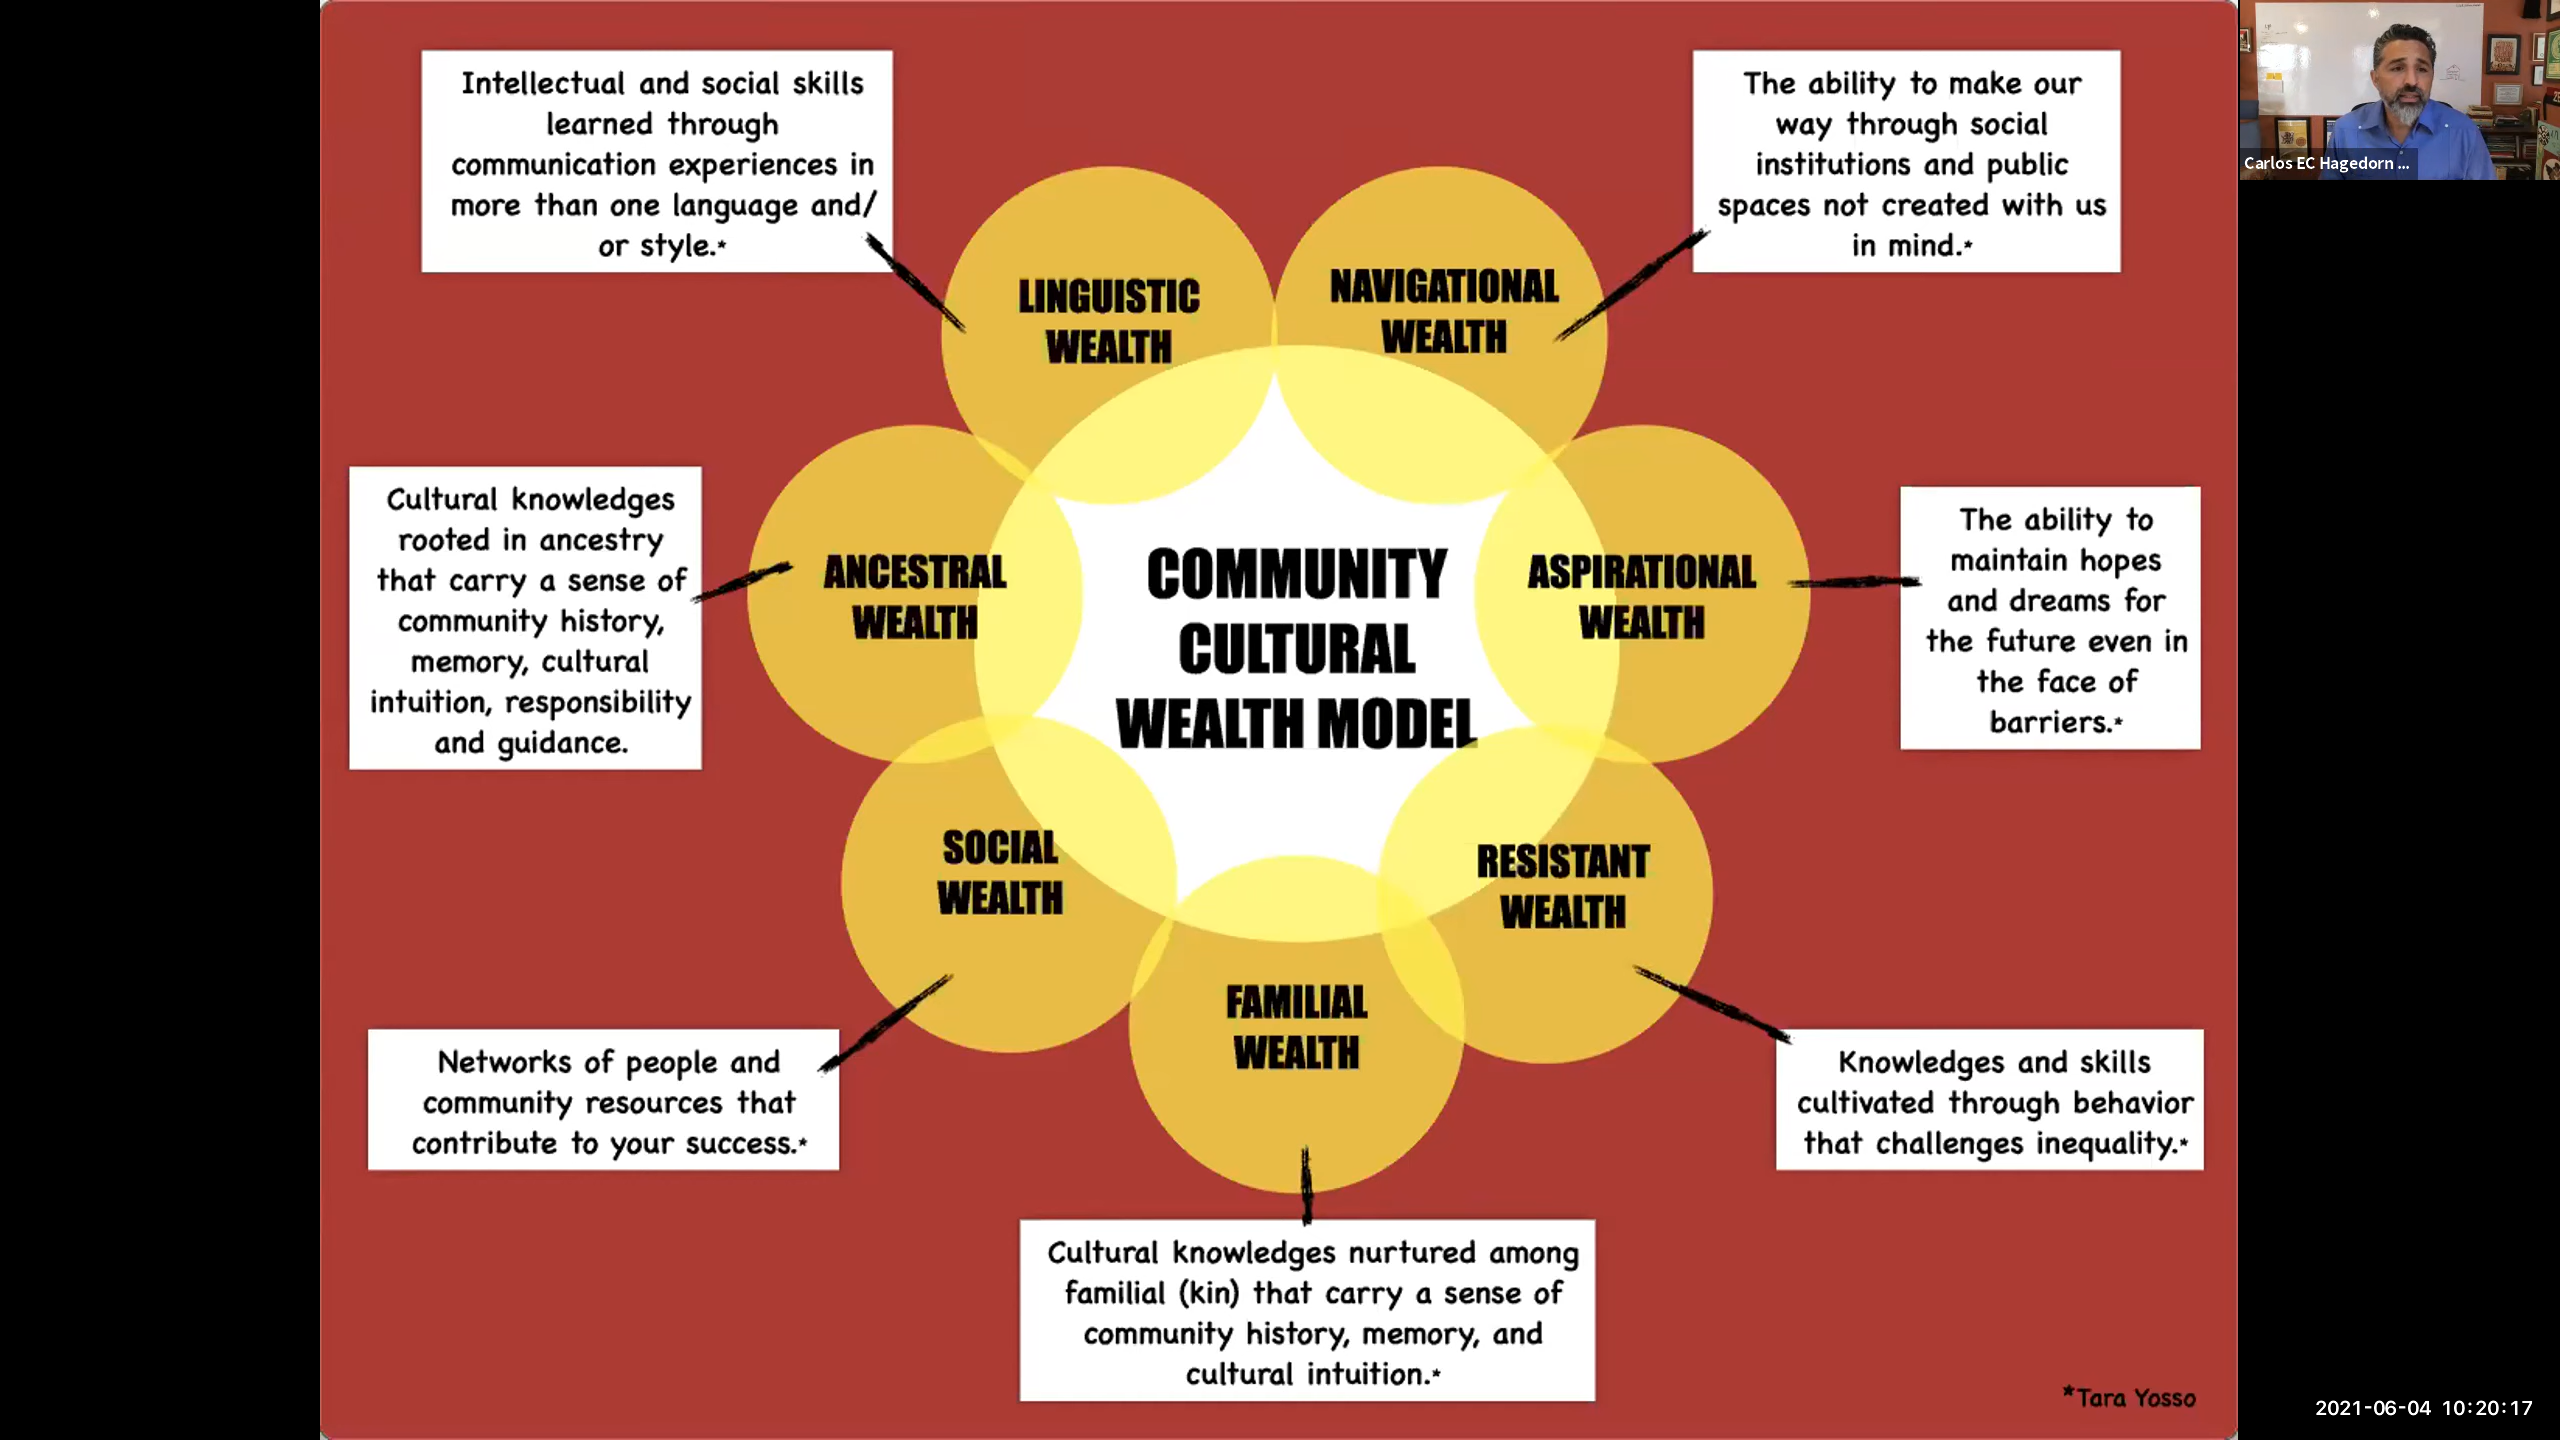 Intellectual and social skills
learned through
communication experiences in
more than one language and/
or style.*
The ability to make our
way through social
institutions and public
spaces not created with us
in mind.*
Carlos EC Hagedorn ...
LINGUISTIC
WEALTH
NAVIGATIONAL
WEALTH
Cultural knowledges
rooted in ancestry
that carry a sense of
community history,
memory, cultural
intuition, responsibility
and guidance.
ANCESTRAL
WEALTH
COMMUNITY
CULTURAL
WEALTH MODEL
ASPIRATIONAL
WEALTH
The ability to
maintain hopes
and dreams for
the future even in
the face of
barriers.*
SOCIAL
WEALTH
RESISTANT
WEALTH
FAMILIAL
WEALTH
Networks of people and
community resources that
contribute to your success.*
Knowledges and skills
cultivated through behavior
that challenges inequality.*
Cultural knowledges nurtured among
familial (kin) that carry a sense of
community history, memory, and
cultural intuition.*
*Tara Yosso
2021-06-04 10:20:17